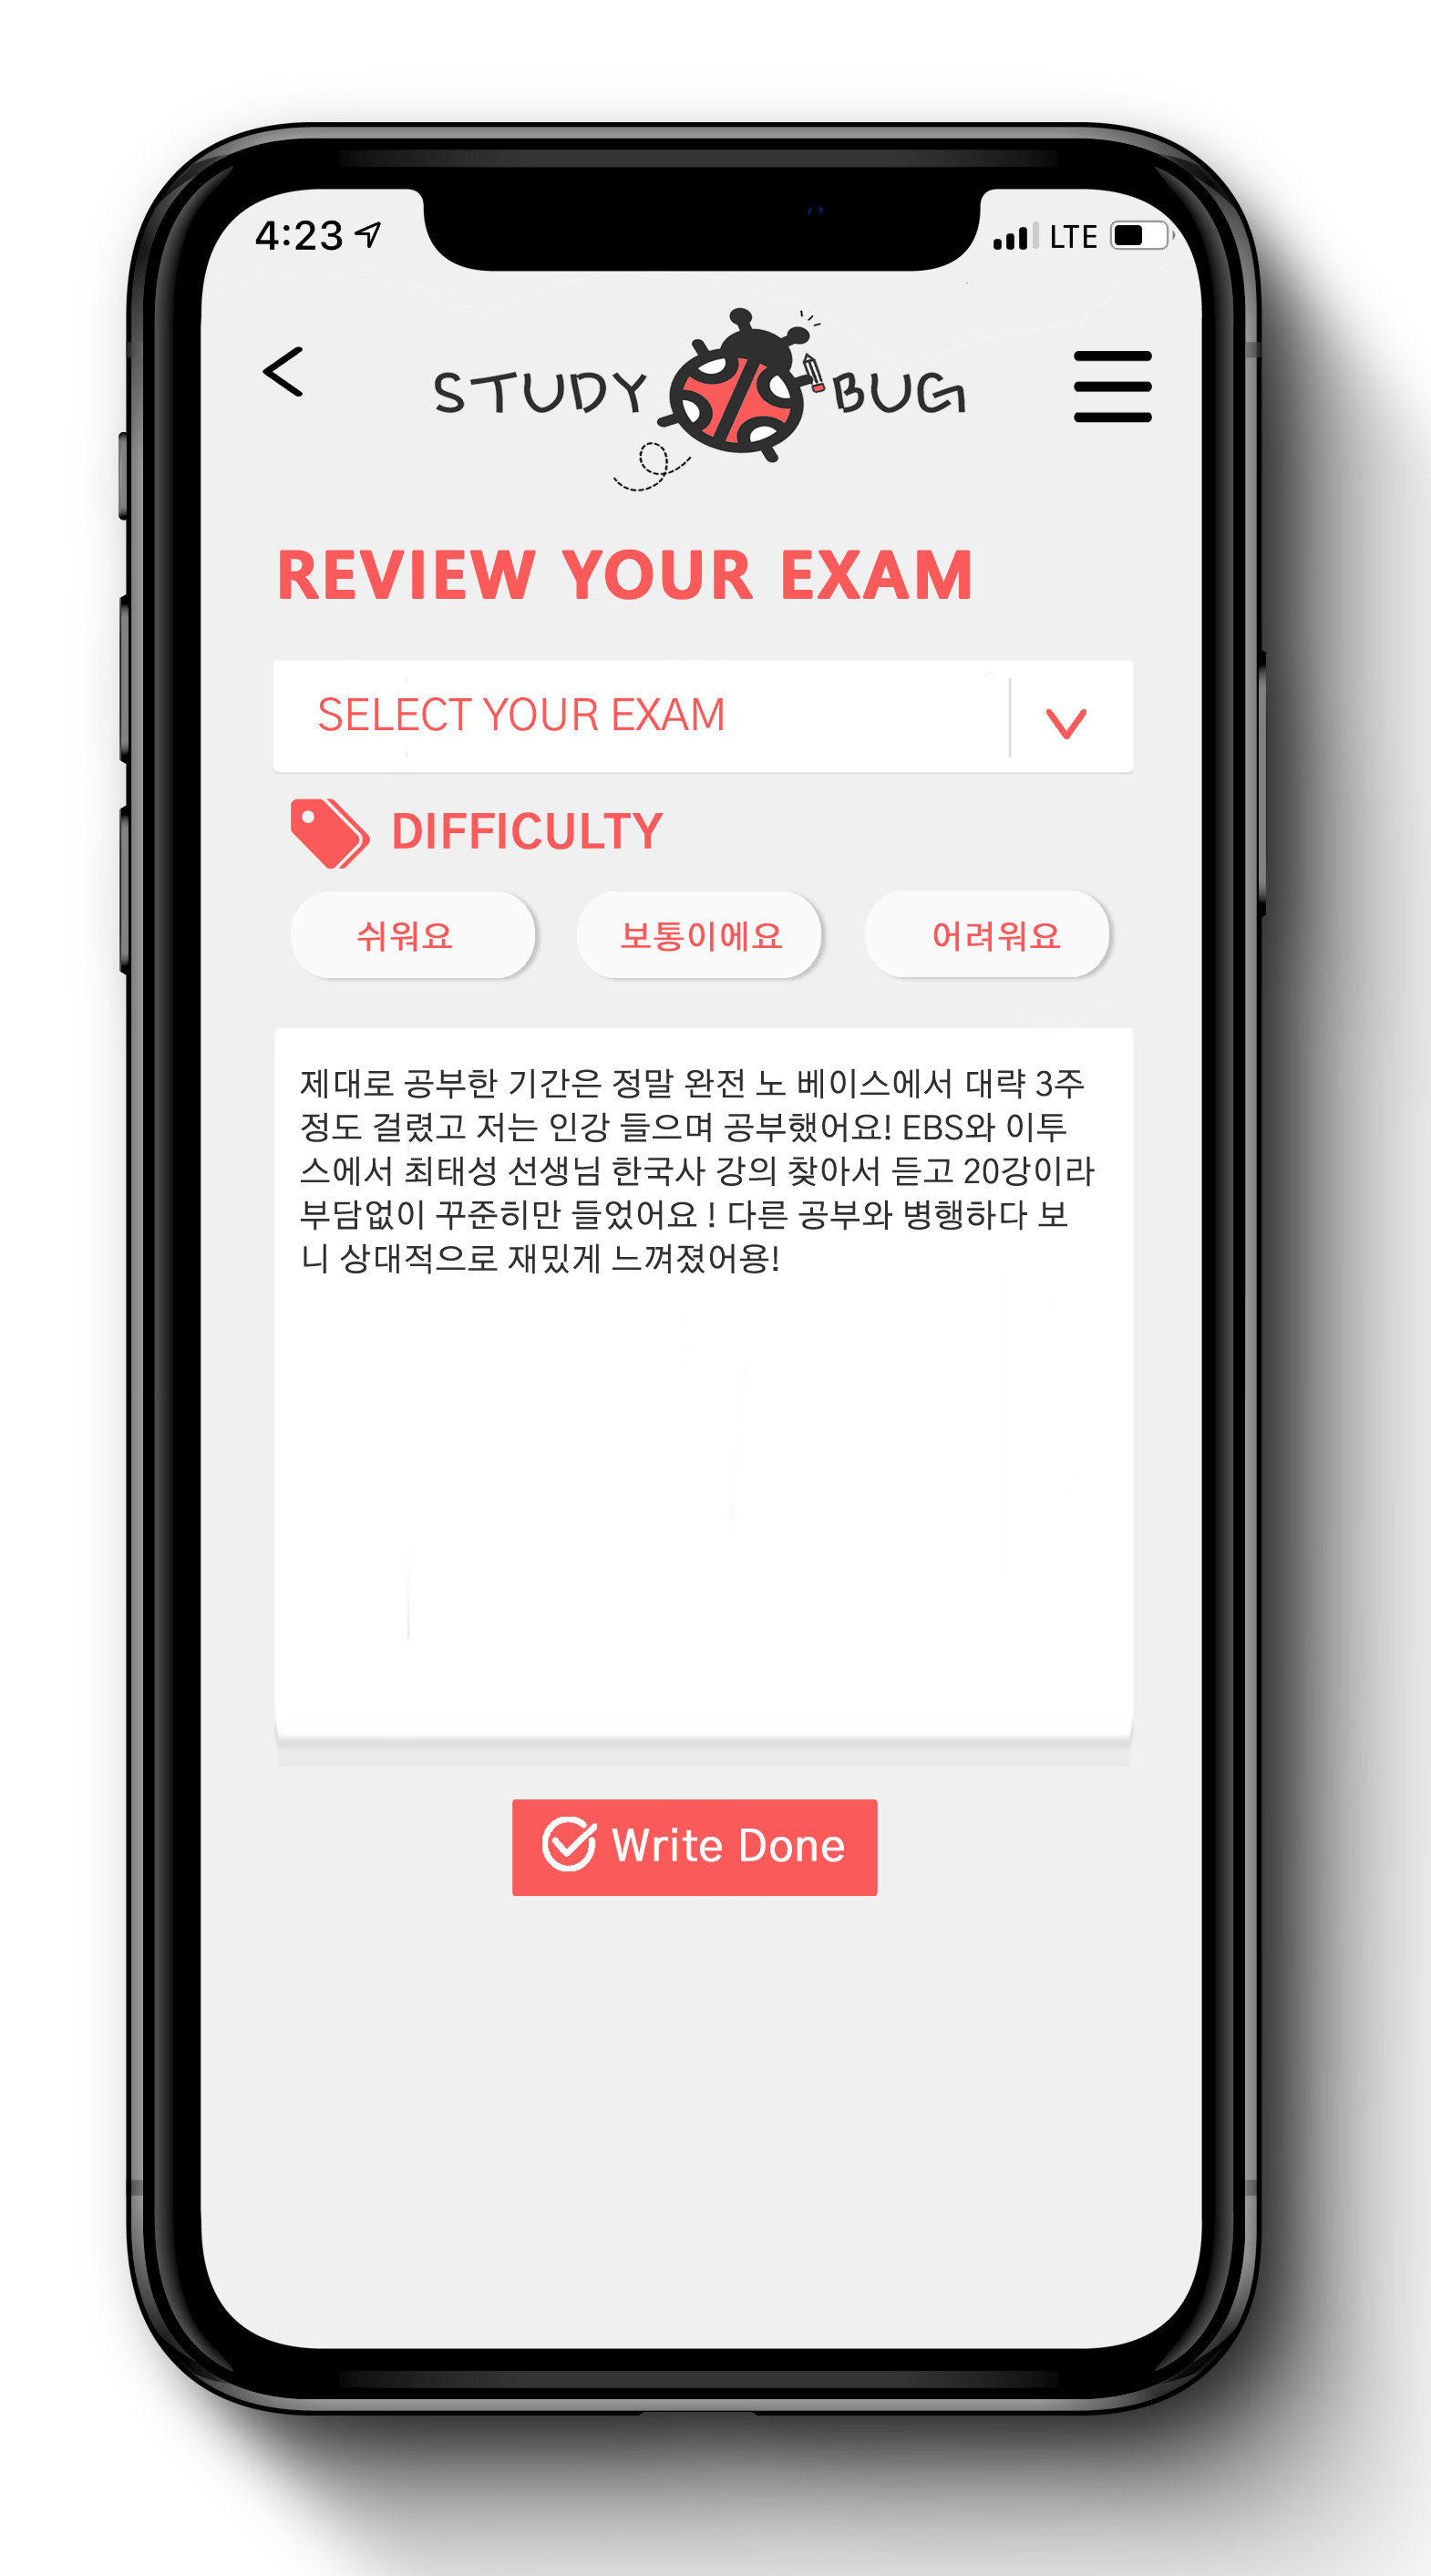 4:23 LTE
STUDY BUG
REVIEW YOUR EXAM
SELECT YOUR EXAM
DIFFICULTY
쉬워요 보통이에요 어려워요
제대로 공부한 기간은 정말 완전 노 베이스에서 대략 3주
정도 걸렸고 저는 인강 들으며 공부했어요! EBS와 이투
스에서 최태성 선생님 한국사 강의 찾아서 듣고 20강이라
부담없이 꾸준히만 들었어요 ! 다른 공부와 병행하다 보
니 상대적으로 재밌게 느껴졌어용!
Write Done